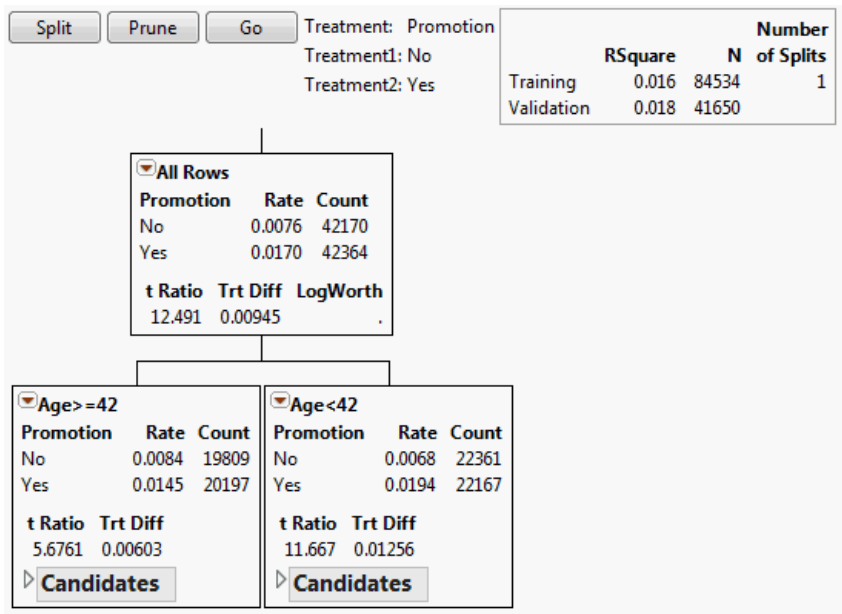 Split Prune Go Treatment: Promotion
Treatment1: No
Treatment2: Yes
Number
RSquare N of Splits
Training 0.016 84534 1
Validation 0.018 41650
All Rows
Promotion Rate Count
No 0.0076 42170
Yes 0.0170 42364
t Ratio Trt Diff LogWorth
12.491 0.00945 .
Age>=42
Promotion Rate Count
No 0.0084 19809
Yes 0.0145 20197
t Ratio Trt Diff
5.6761 0.00603
Candidates
Age<42
Promotion Rate Count
No 0.0068 22361
Yes 0.0194 22167
t Ratio Trt Diff
11.667 0.01256
Candidates